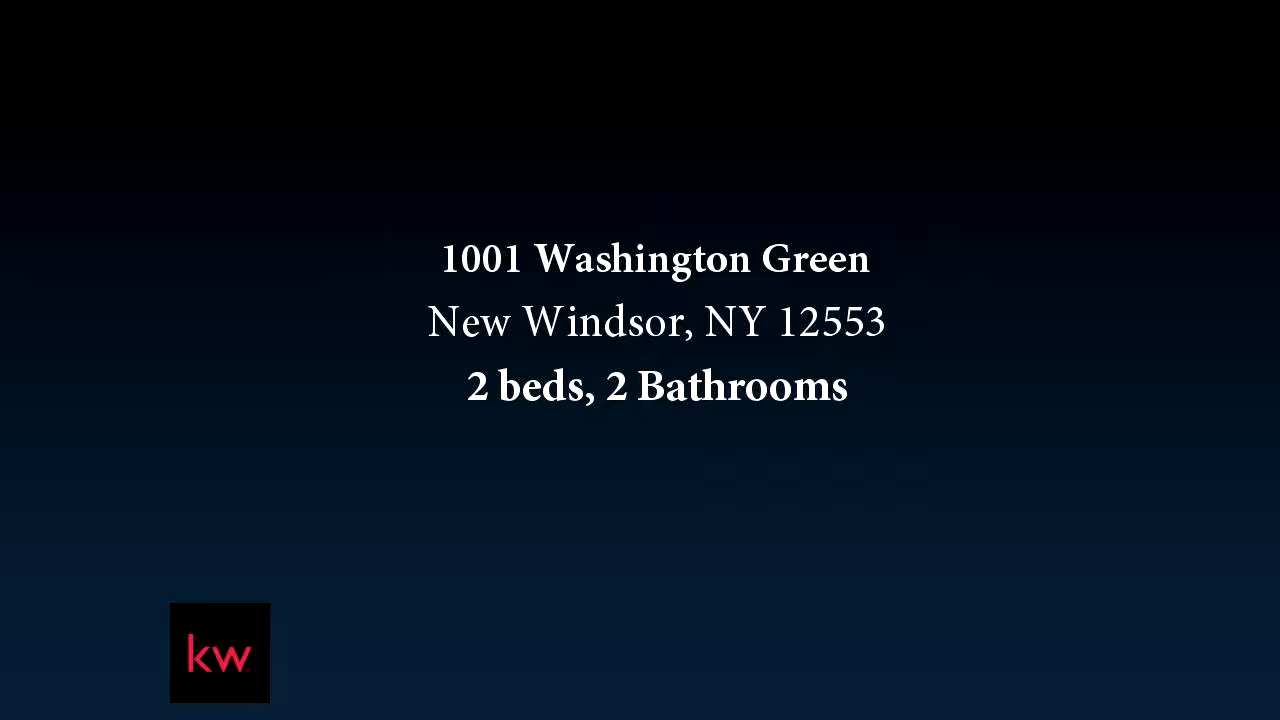 1001 Washington Green
New Windsor, NY 12553
2 beds, 2 Bathrooms
kw